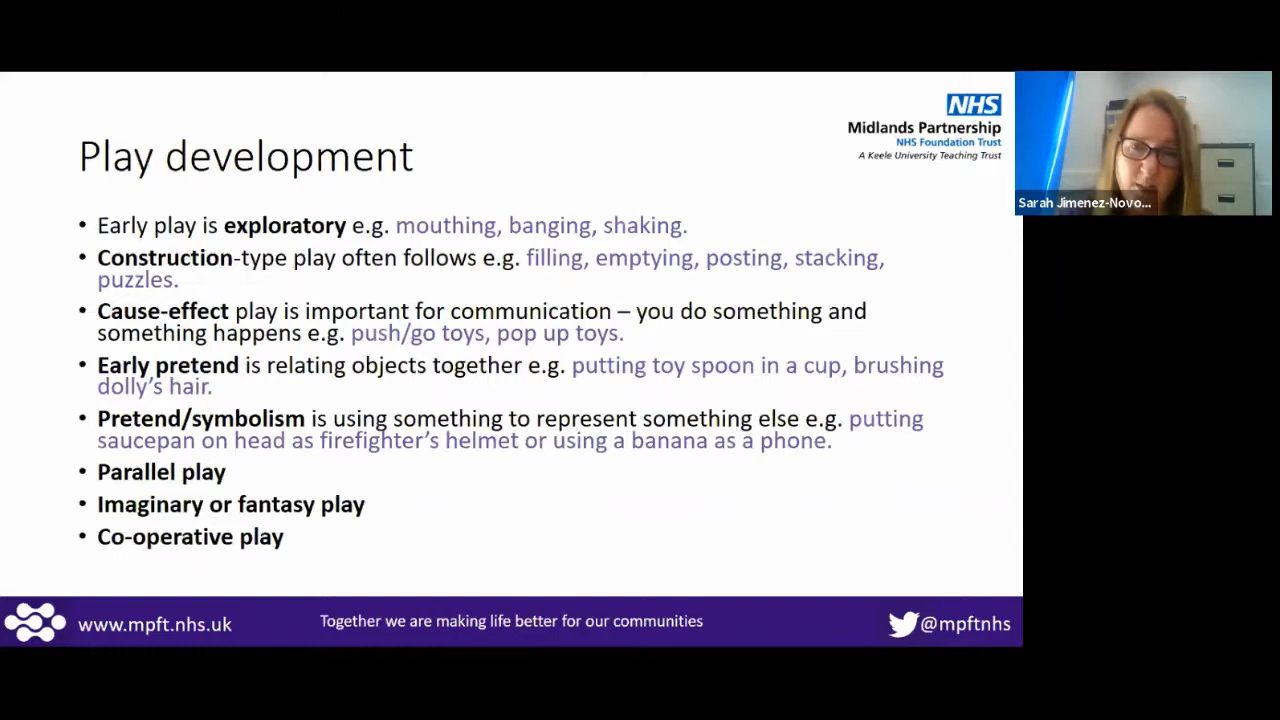 NHS
Midlands Partnership
NHS Foundation Trust
A Keele University Teaching Trust
Play development
• Early play is exploratory e.g. mouthing, banging, shaking.
• Construction-type play often follows e.g. filling, emptying, posting, stacking,
puzzles.
• Cause-effect play is important for communication – you do something and
something happens e.g. push/go toys, pop up toys.
• Early pretend is relating objects together e.g. putting toy spoon in a cup, brushing
dolly's hair.
• Pretend/symbolism is using something to represent something else e.g. putting
saucepan on head as firefighter's helmet or using a banana as a phone.
• Parallel play
• Imaginary or fantasy play
• Co-operative play
www.mpft.nhs.uk
Together we are making life better for our communities
@mpftnhs
Sarah Jimenez-Novo...